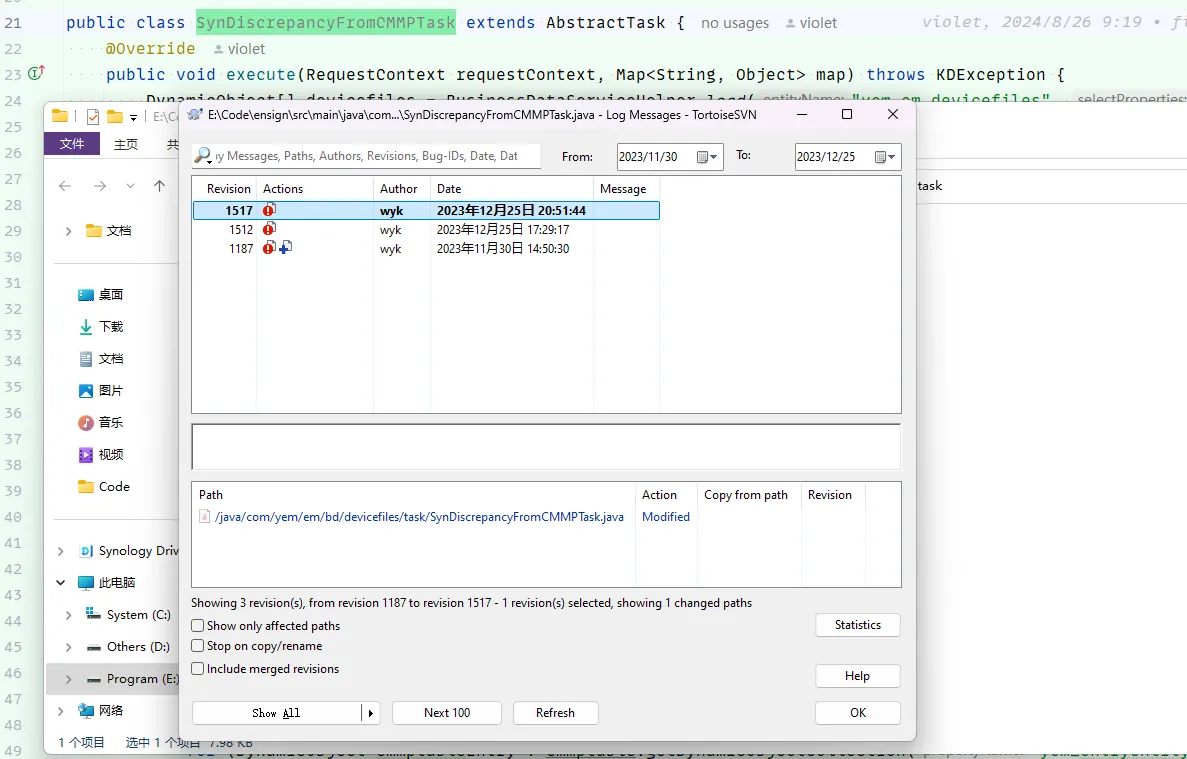 21 public class SynDiscrepancyFromCMMPTask extends AbstractTask { no usages violet violet, 2024/8/26 9:19 •
22 @Override violet
23 public void execute(RequestContext requestContext, Map<String, Object> map) throws KDException {
24
E:\Code\ensign\src\main\java\com...\SynDiscrepancyFromCMMPTask.java - Log Messages - TortoiseSVN
25
文件 主页 共
26
Messages, Paths, Authors, Revisions, Bug-IDs, Date, Dat From: 2023/11/30 To: 2023/12/25
27
task
Revision Actions Author Date Message
28
1517 wyk 2023年12月25日 20:51:44
29
文档
1512 wyk 2023年12月25日 17:29:17
30
1187 wyk 2023年11月30日 14:50:30
31
桌面
32
33
下载
34
文档
35
图片
36
音乐
37
38
视频
39
Code
Path Action Copy from path Revision
40
/java/com/yem/em/bd/devicefiles/task/SynDiscrepancyFromCMMPTask.java Modified
41
Synology Driv
42
此电脑
43
Showing 3 revision(s), from revision 1187 to revision 1517 - 1 revision(s) selected, showing 1 changed paths
44
System (C:)
Show only affected paths
Statistics
45
Others (D:)
Stop on copy/rename
46
Include merged revisions
Program (E:)
Help
47
网络
Show All Next 100 Refresh OK
48
1 个项目 选中 1 个项目 7.98 KB
49